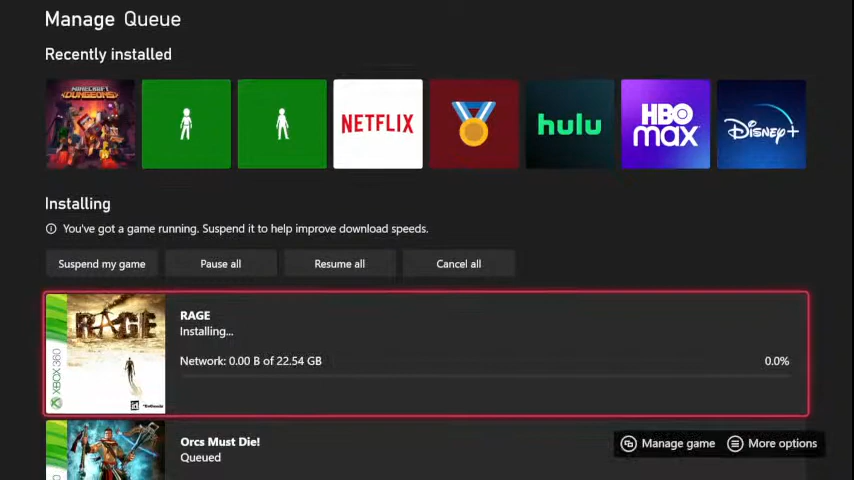 Manage Queue
Recently installed
MINECRAFT
DUNGEONS
NETFLIX
hulu
HBO
max
Disney+
Installing
You've got a game running. Suspend it to help improve download speeds.
Suspend my game
Pause all
Resume all
Cancel all
RAGE
XBOX 360
id
RAGE
Installing...
Network: 0.00 B of 22.54 GB
0.0%
Orcs Must Die!
Queued
Manage game
More options